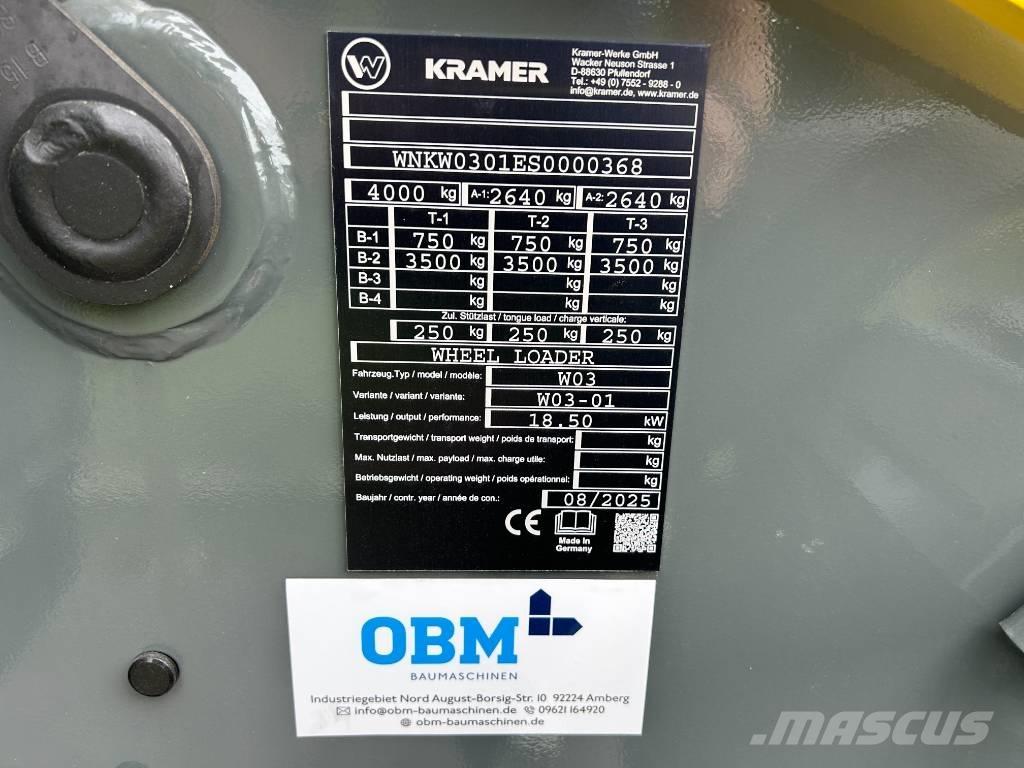 KRAMER
Kramer-Werke GmbH
Wacker Neuson Strasse 1
D-88630 Pfullendorf
Tel.: +49 (0) 7552 - 9288 - 0
info@kramer.de, www.kramer.de
WNKW0301ES0000368
4000 kg A-1: 2640 kg A-2: 2640 kg
T-1 T-2 T-3
B-1 750 kg 750 kg 750 kg
B-2 3500 kg 3500 kg 3500 kg
B-3 kg kg kg
B-4 kg kg kg
Zul. Stützlast / tongue load / charge verticale:
250 kg 250 kg 250 kg
WHEEL LOADER
Fahrzeug.Typ / model / modèle: W03
Variante / variant / variante: W03-01
Leistung / output / performance: 18.50 kW
Transportgewicht / transport weight / poids de transport: kg
Max. Nutzlast / max. payload / max. charge utile: kg
Betriebsgewicht / operating weight / poids opérationnel: kg
Baujahr / contr. year / année de con.: 08/2025
CE
Made in
Germany
OBM
BAUMASCHINEN
Industriegebiet Nord August-Borsig-Str. 10 92224 Amberg
info@obm-baumaschinen.de 09621 164920
obm-baumaschinen.de
MASCUS